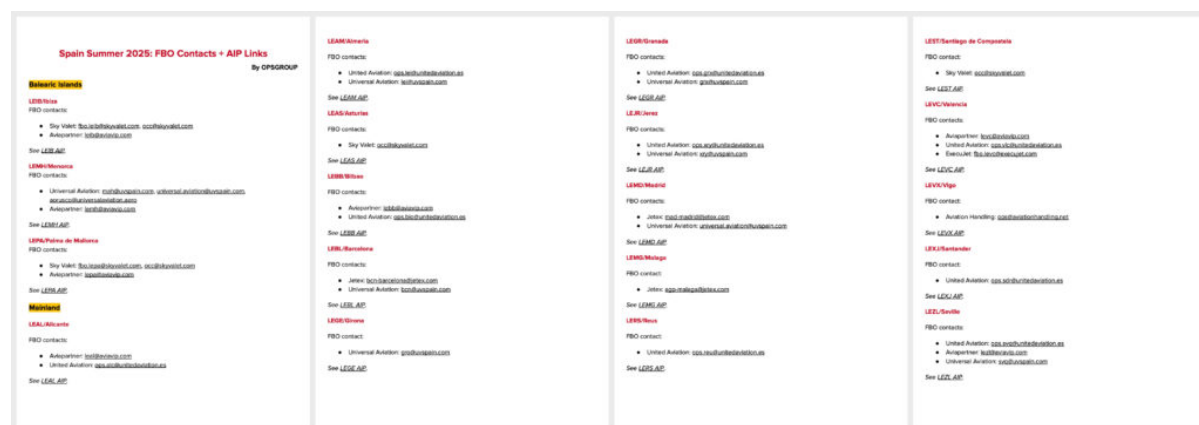 Spain Summer 2025: FBO Contacts + AIP Links
By OPSGROUP
Balearic Islands
LEIB/Ibiza
FBO contacts:
● Sky Valet: fbo.leib@skyvalet.com, occ@skyvalet.com
● Aviapartner: leib@aviavip.com
See LEIB AIP.
LEMH/Menorca
FBO contacts:
● Universal Aviation: mah@uvspain.com, universal.aviation@uvspain.com,
aorusco@universalaviation.aero
● Aviapartner: lemh@aviavip.com
See LEMH AIP.
LEPA/Palma de Mallorca
FBO contacts:
● Sky Valet: fbo.lepa@skyvalet.com, occ@skyvalet.com
● Aviapartner: lepa@aviavip.com
See LEPA AIP.
Mainland
LEAL/Alicante
FBO contacts:
● Aviapartner: leal@aviavip.com
● United Aviation: ops.alc@unitedaviation.es
See LEAL AIP.
LEAM/Almeria
FBO contacts:
● United Aviation: ops.lei@unitedaviation.es
● Universal Aviation: lei@uvspain.com
See LEAM AIP.
LEAS/Asturias
FBO contact:
● Sky Valet: occ@skyvalet.com
See LEAS AIP.
LEBB/Bilbao
FBO contacts:
● Aviapartner: lebb@aviavip.com
● United Aviation: ops.bio@unitedaviation.es
See LEBB AIP.
LEBL/Barcelona
FBO contacts:
● Jetex: bcn-barcelona@jetex.com
● Universal Aviation: bcn@uvspain.com
See LEBL AIP.
LEGE/Girona
FBO contact:
● Universal Aviation: gro@uvspain.com
See LEGE AIP.
LEGR/Granada
FBO contacts:
● United Aviation: ops.grx@unitedaviation.es
● Universal Aviation: grx@uvspain.com
See LEGR AIP.
LEJR/Jerez
FBO contacts:
● United Aviation: ops.xry@unitedaviation.es
● Universal Aviation: xry@uvspain.com
See LEJR AIP.
LEMD/Madrid
FBO contacts:
● Jetex: mad-madrid@jetex.com
● Universal Aviation: universal.aviation@uvspain.com
See LEMD AIP.
LEMG/Malaga
FBO contact:
● Jetex: agp-malaga@jetex.com
See LEMG AIP.
LERS/Reus
FBO contact:
● United Aviation: ops.reu@unitedaviation.es
See LERS AIP.
LEST/Santiago de Compostela
FBO contact:
● Sky Valet: occ@skyvalet.com
See LEST AIP.
LEVC/Valencia
FBO contacts:
● Aviapartner: levc@aviavip.com
● United Aviation: ops.vlc@unitedaviation.es
● ExecuJet: fbo.levc@execujet.com
See LEVC AIP.
LEVX/Vigo
FBO contact:
● Aviation Handling: ops@aviationhandling.net
See LEVX AIP.
LEXJ/Santander
FBO contact:
● United Aviation: ops.sdr@unitedaviation.es
See LEXJ AIP.
LEZL/Seville
FBO contacts:
● United Aviation: ops.svq@unitedaviation.es
● Aviapartner: lezl@aviavip.com
● Universal Aviation: svq@uvspain.com
See LEZL AIP.